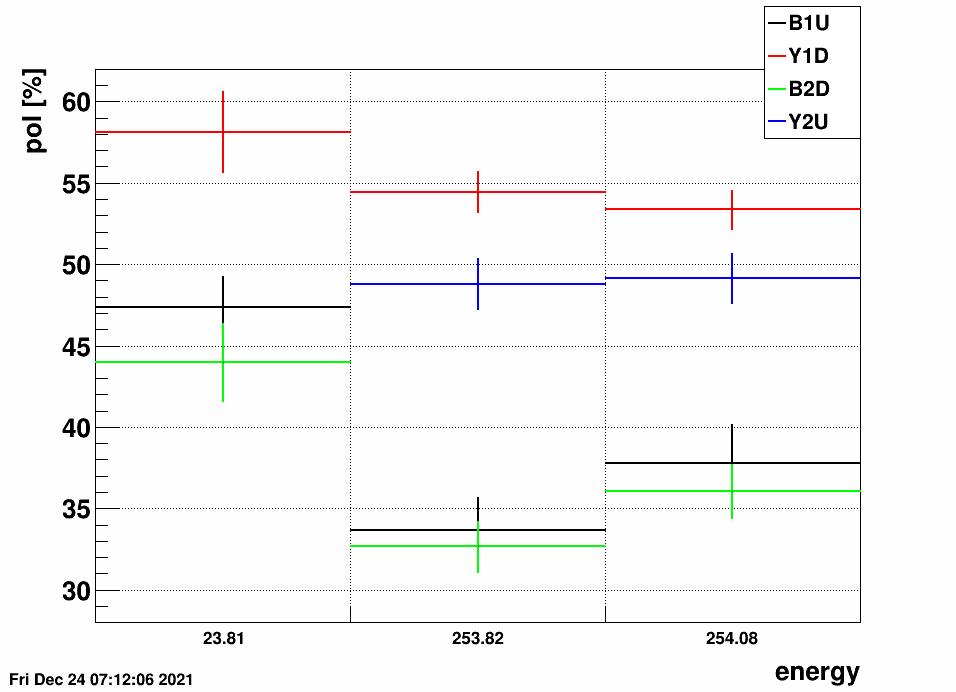 B1U
Y1D
B2D
Y2U
pol [%]
60
55
50
45
40
35
30
23.81 253.82 254.08
energy
Fri Dec 24 07:12:06 2021